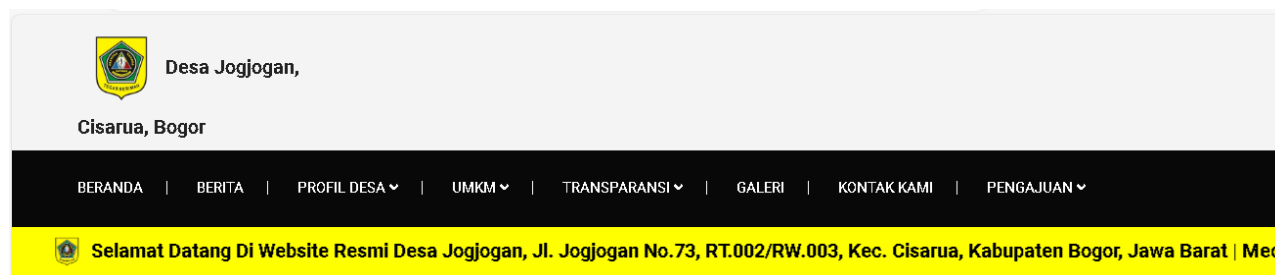 Desa Jogjogan,
Cisarua, Bogor
BERANDA | BERITA | PROFIL DESA | UMKM | TRANSPARANSI | GALERI | KONTAK KAMI | PENGAJUAN
Selamat Datang Di Website Resmi Desa Jogjogan, Jl. Jogjogan No.73, RT.002/RW.003, Kec. Cisarua, Kabupaten Bogor, Jawa Barat |